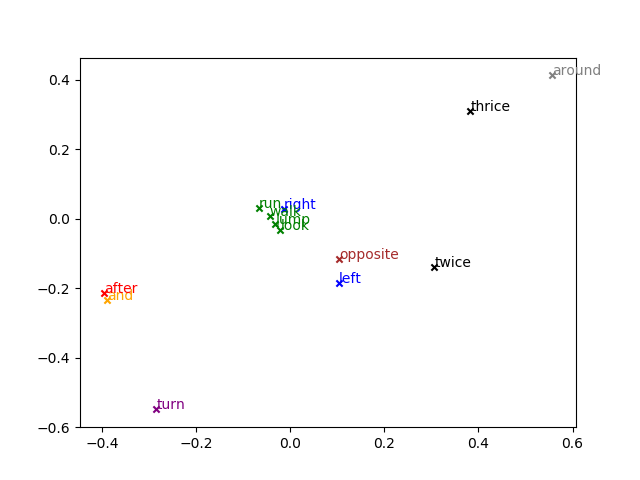 around
0.4
thrice
0.2
run
right
walk
0.0
jump
look
opposite
twice
left
−0.2
after
and
−0.4
turn
−0.6
−0.4 −0.2 0.0 0.2 0.4 0.6